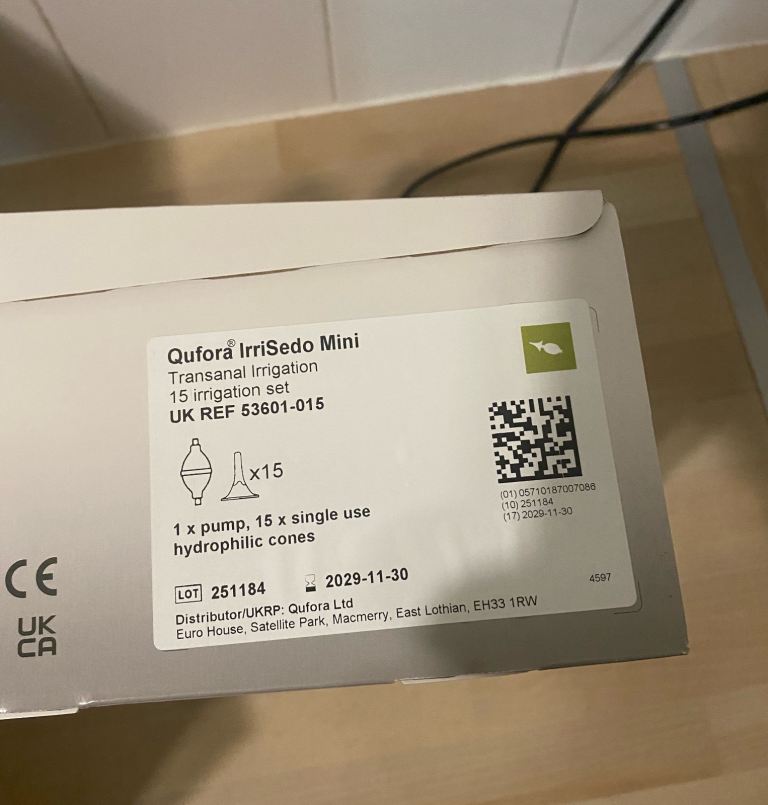 Qufora® IrriSedo Mini
Transanal Irrigation
15 irrigation set
UK REF 53601-015
x15
1 x pump, 15 x single use
hydrophilic cones
(01) 05710187007086
(10) 251184
(17) 2029-11-30
LOT 251184
2029-11-30
4597
Distributor/UKRP: Qufora Ltd
Euro House, Satellite Park, Macmerry, East Lothian, EH33 1RW
CE
UK
CA